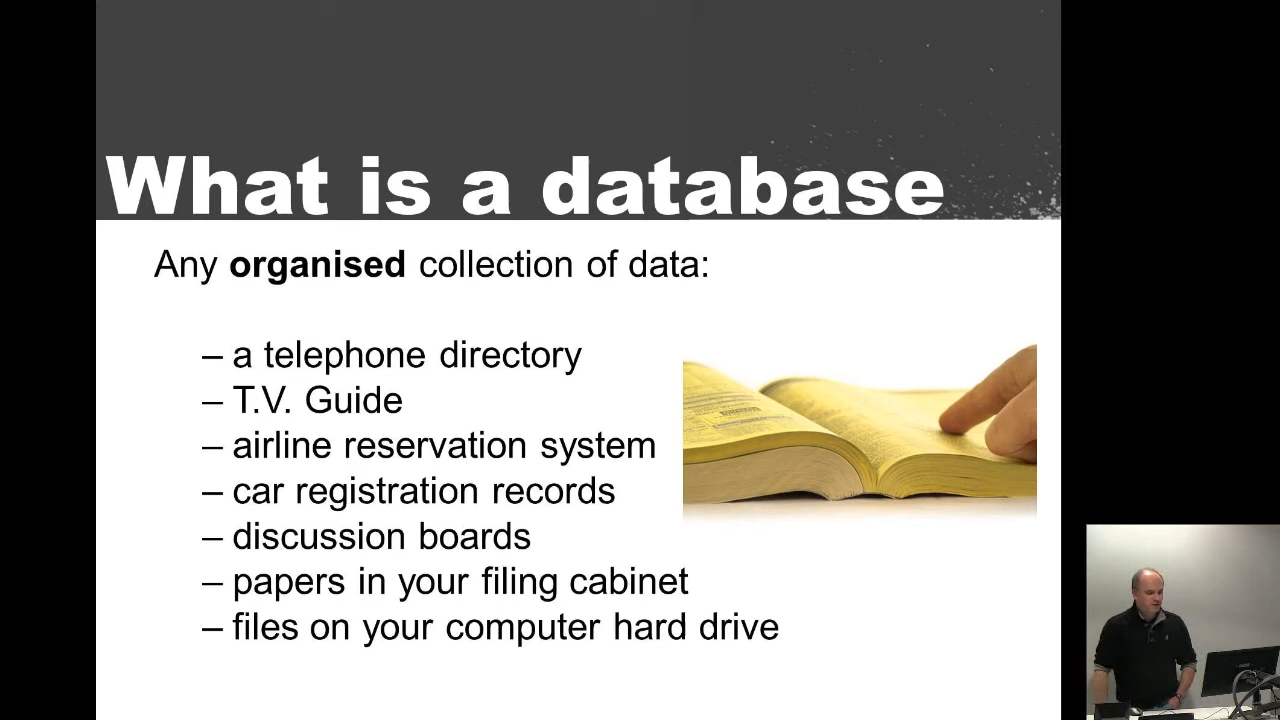 What is a database
Any organised collection of data:
– a telephone directory
– T.V. Guide
– airline reservation system
– car registration records
– discussion boards
– papers in your filing cabinet
– files on your computer hard drive